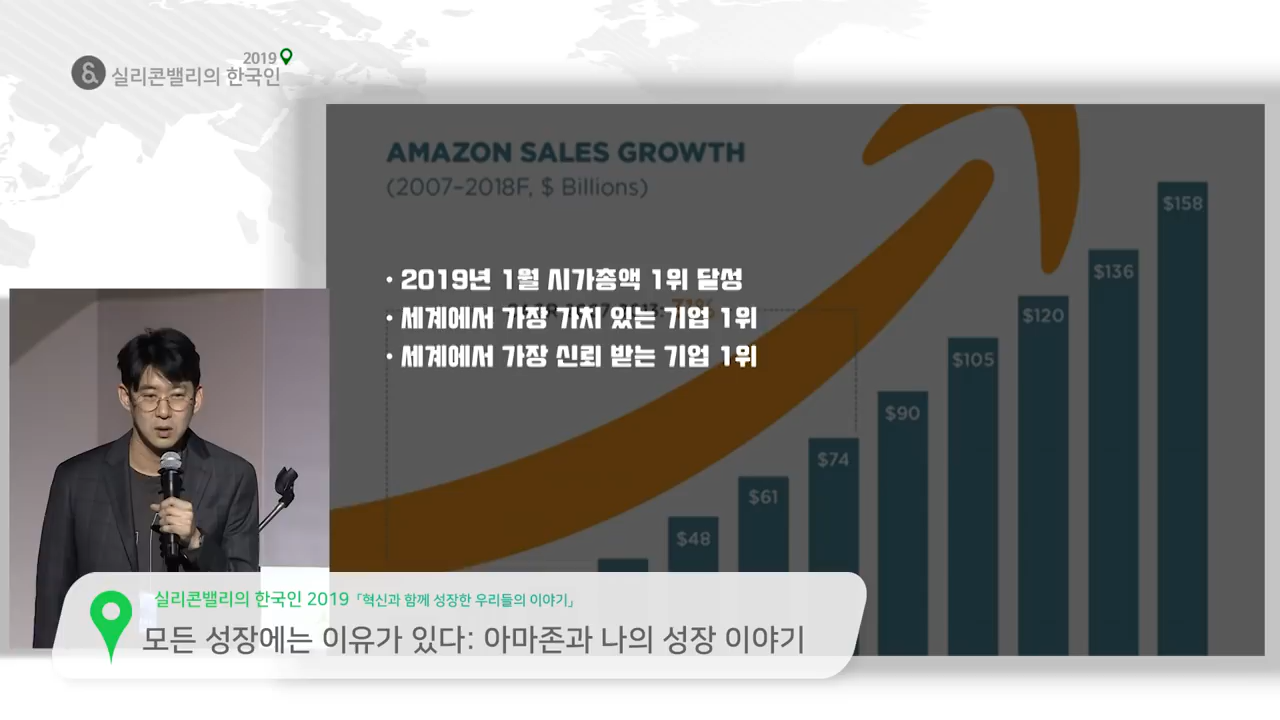 2019
& 실리콘밸리의 한국인
AMAZON SALES GROWTH
(2007-2018F, $ Billions)
• 2019년 1월 시가총액 1위 달성
• 세계에서 가장 가치 있는 기업 1위
• 세계에서 가장 신뢰 받는 기업 1위
$48
$61
$74
$90
$105
$120
$136
$158
실리콘밸리의 한국인 2019 「혁신과 함께 성장한 우리들의 이야기」
모든 성장에는 이유가 있다: 아마존과 나의 성장 이야기